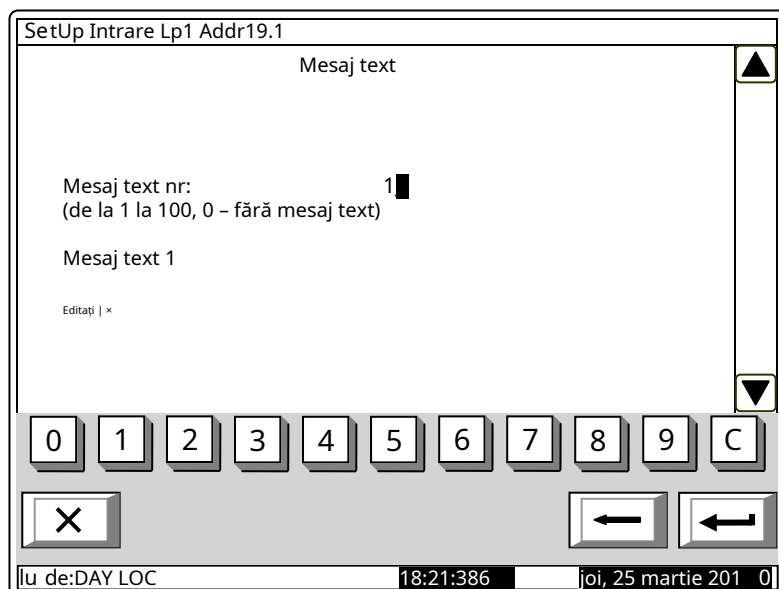 SetUp Intrare Lp1 Addr19.1
Mesaj text
Mesaj text nr: 1
(de la 1 la 100, 0 – fără mesaj text)
Mesaj text 1
Editați | ×
0 1 2 3 4 5 6 7 8 9 C
lu de:DAY LOC 18:21:386 joi, 25 martie 201 0